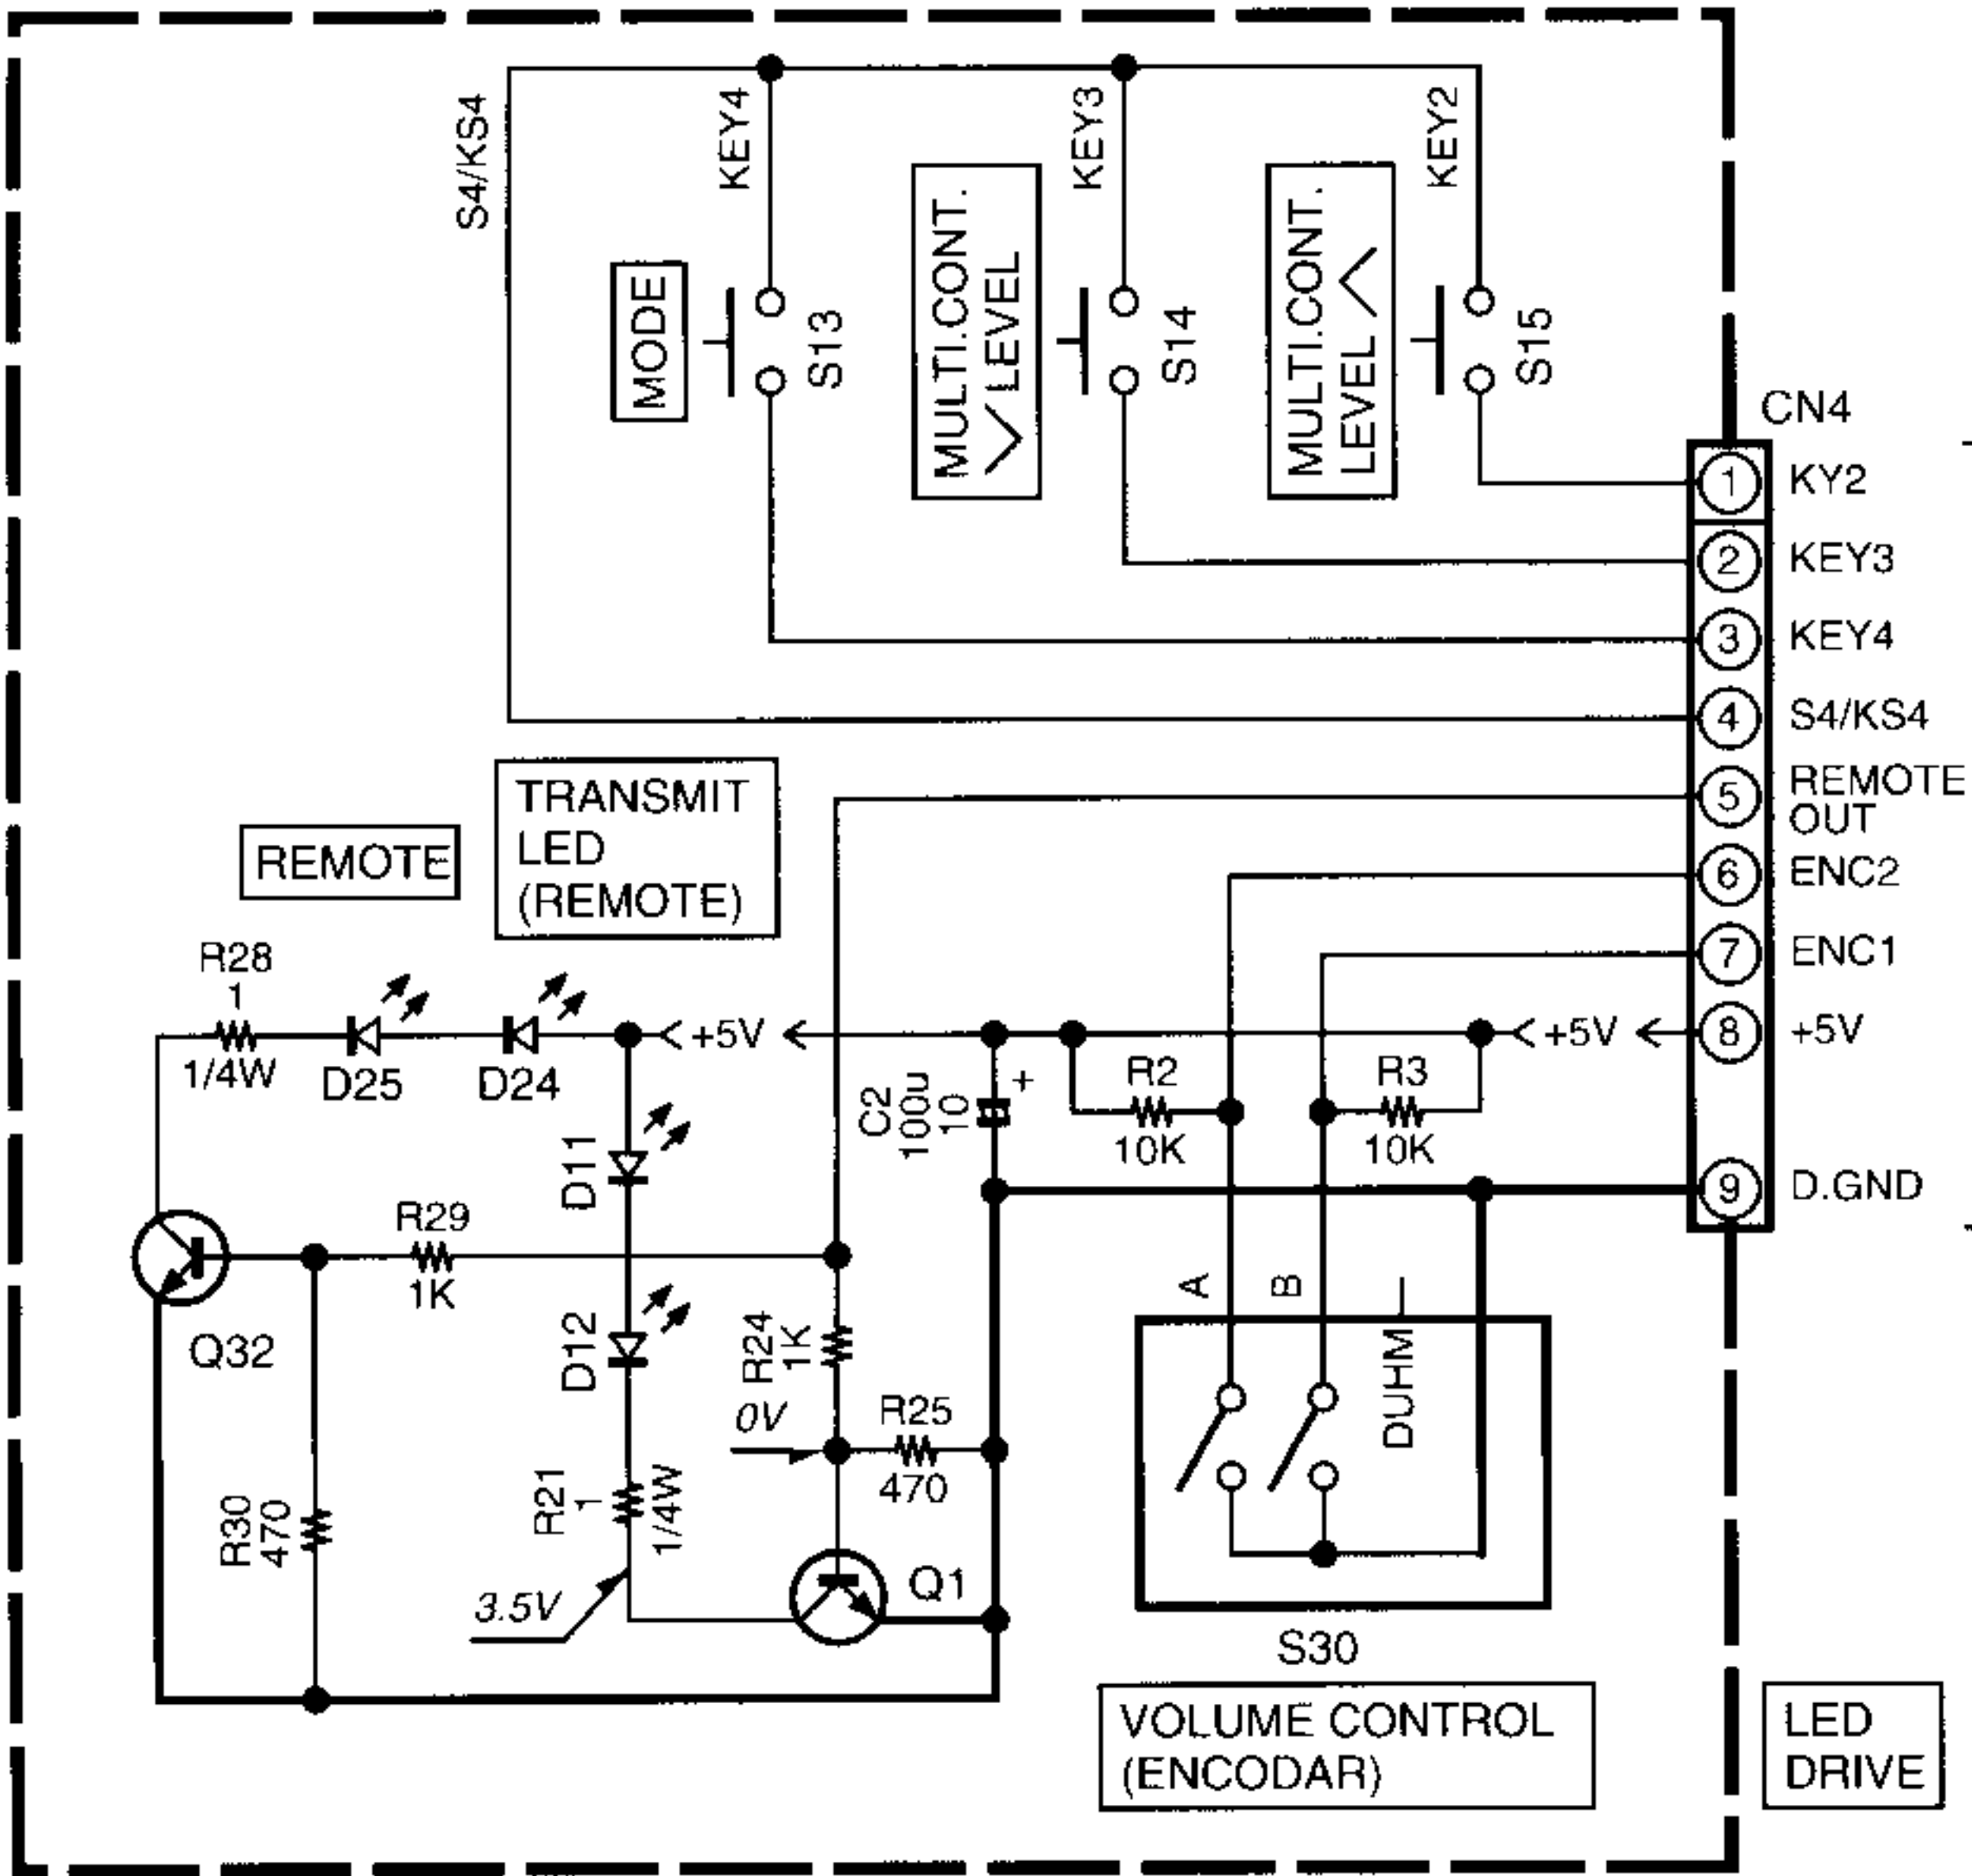 S4/KS4
KEY4
KEY3
KEY2
MODE
S13
MULTI.CONT.
LEVEL
S14
MULTI.CONT.
LEVEL
S15
CN4
1
KY2
2
KEY3
3
KEY4
4
S4/KS4
5
REMOTE
OUT
6
ENC2
7
ENC1
8
+5V
9
D.GND
REMOTE
TRANSMIT
LED
(REMOTE)
R28
1
1/4W
D25
D24
+5V
+5V
C2
100u
10
+
R2
10K
R3
10K
D11
R29
1K
Q32
D12
R24
1K
0V
R25
470
R30
470
R21
1
1/4W
3.5V
Q1
A
B
DUHM
S30
VOLUME CONTROL
(ENCODAR)
LED
DRIVE